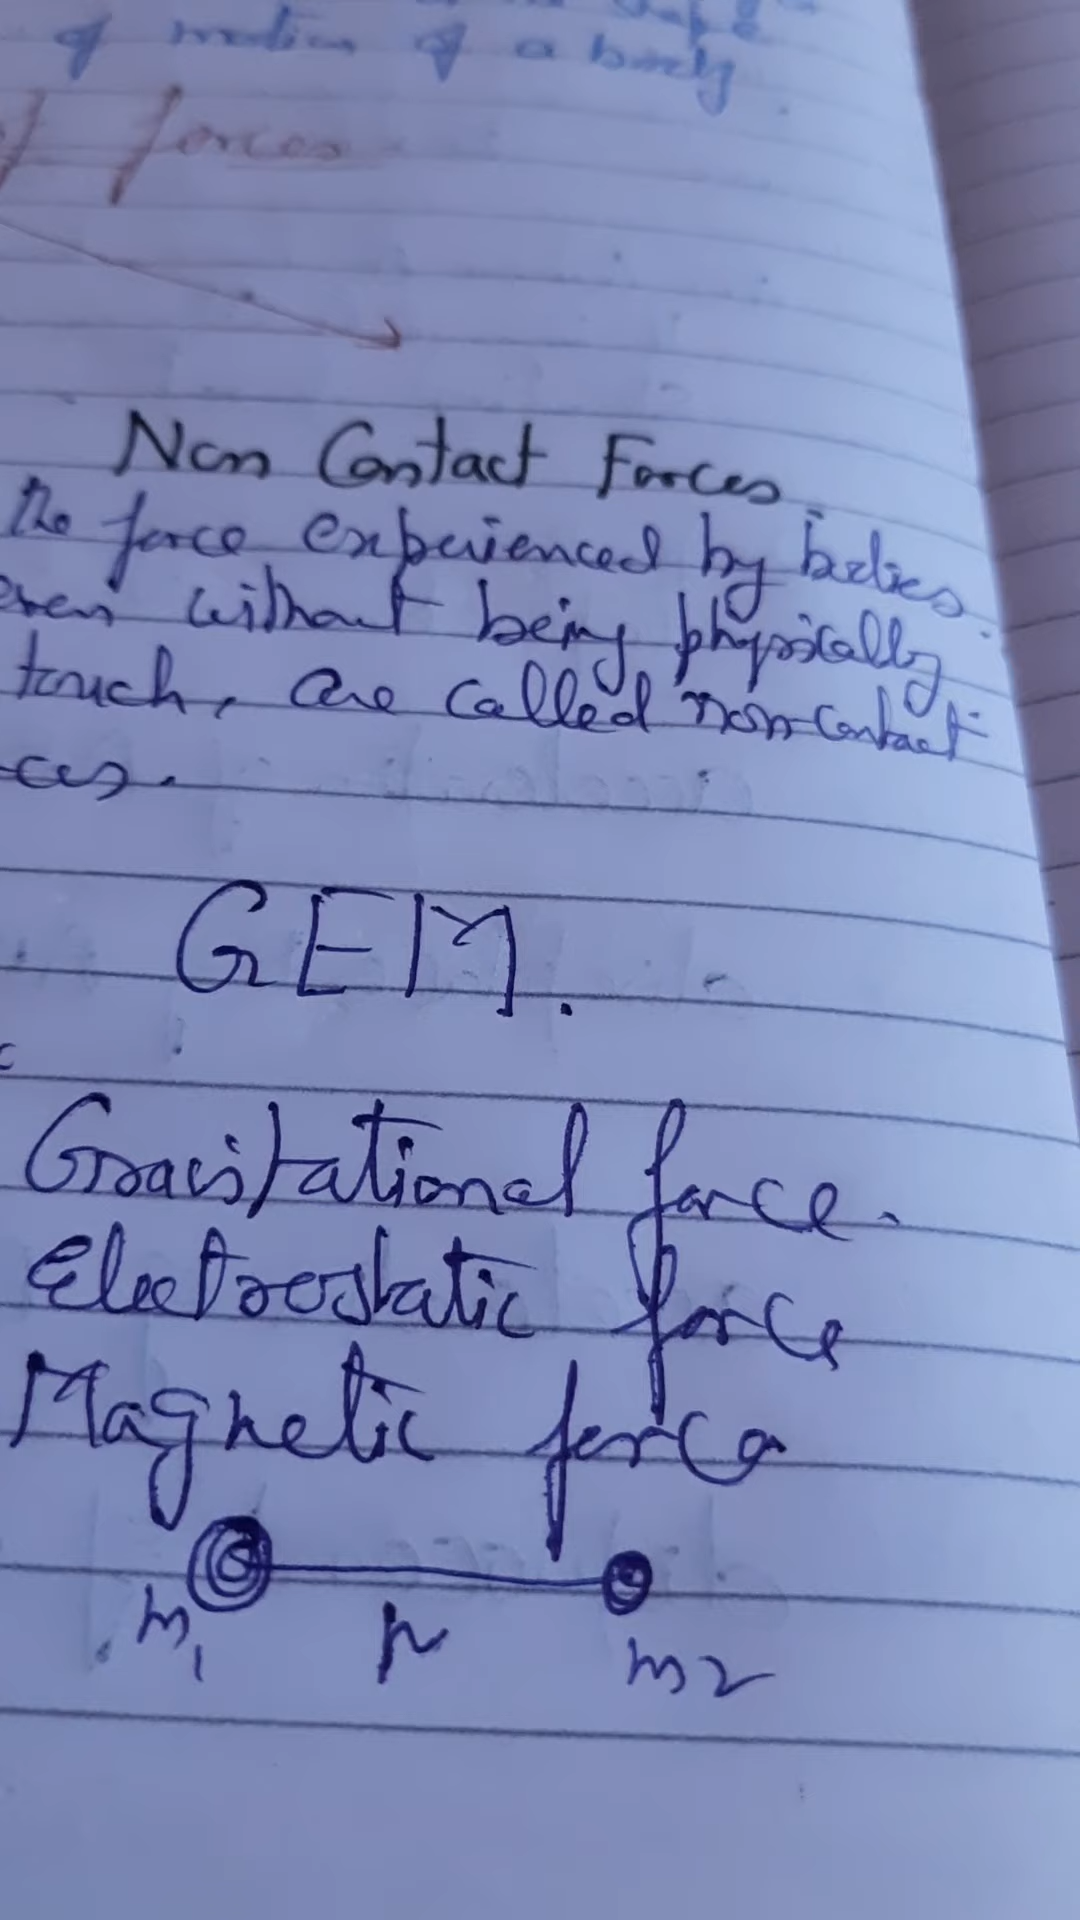 of motion of a body
forces
Non Contact Forces.
the force experienced by bodies
even without being physically
touch, are called non-contact
ces.
GEM.
Gravitational force.
Electrostatic force
Magnetic force
m1 r m2